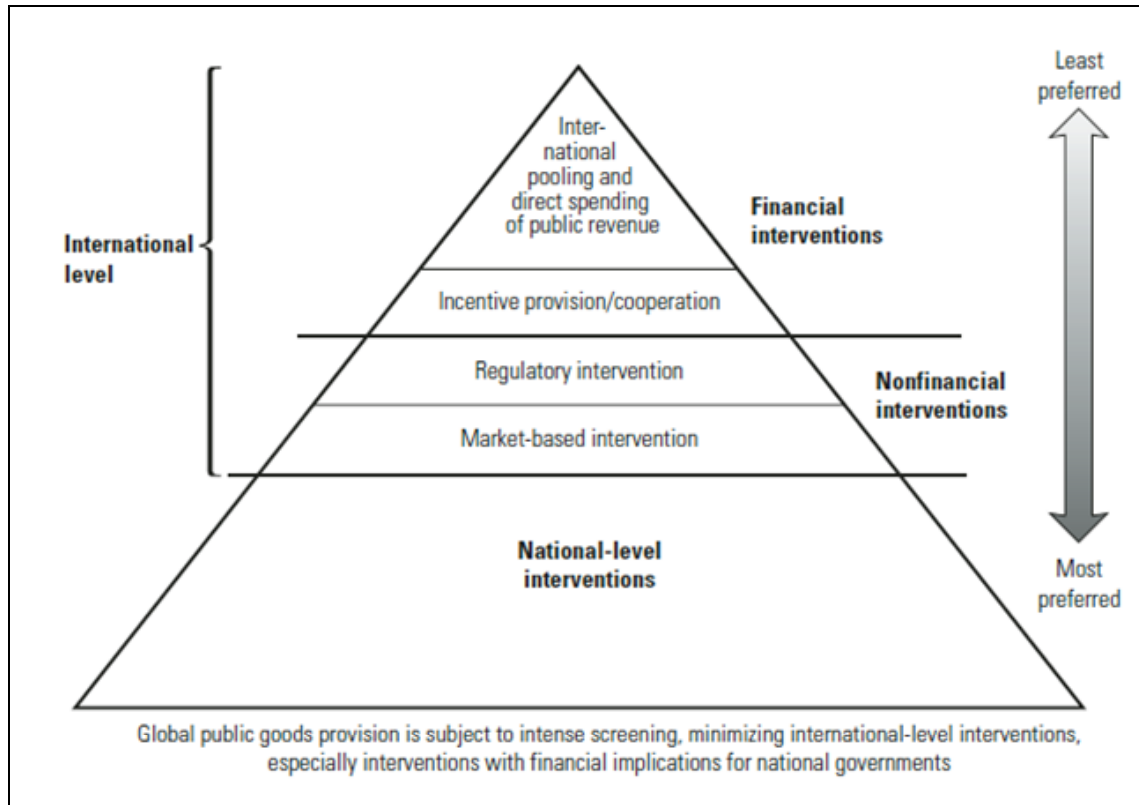 Least
preferred
Inter-
national
pooling and
direct spending
of public revenue
Financial
interventions
International
level
Incentive provision/cooperation
Regulatory intervention
Nonfinancial
interventions
Market-based intervention
National-level
interventions
Most
preferred
Global public goods provision is subject to intense screening, minimizing international-level interventions,
especially interventions with financial implications for national governments